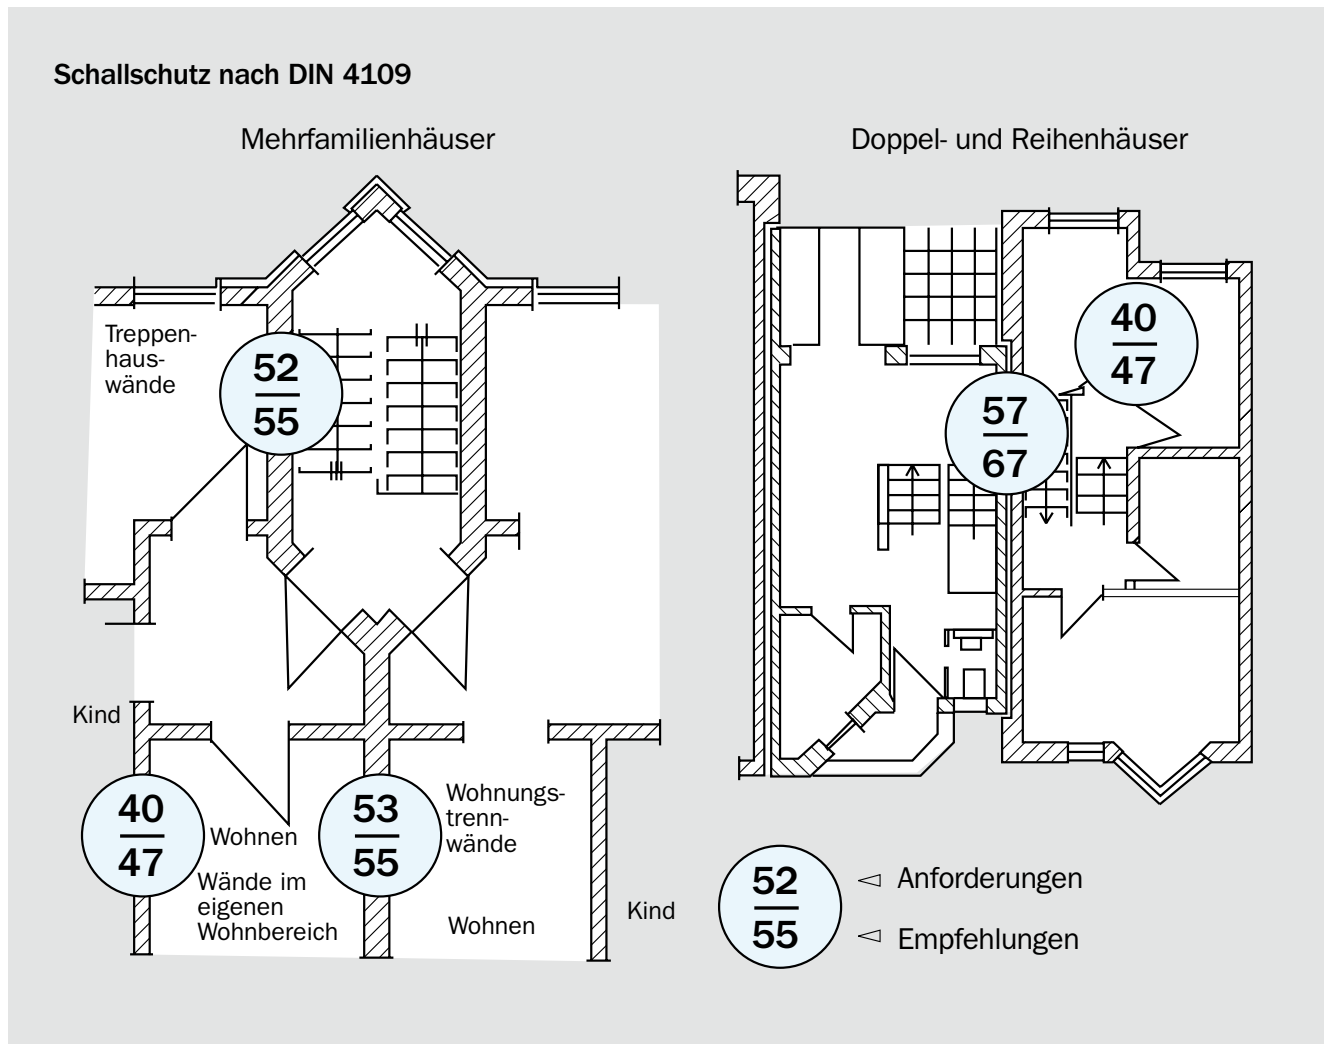 Schallschutz nach DIN 4109
Mehrfamilienhäuser
Treppen-
haus-
wände
52
55
Kind
40
47
Wohnen
Wände im
eigenen
Wohnbereich
53
55
Wohnungs-
trenn-
wände
Wohnen
Kind
Doppel- und Reihenhäuser
40
47
57
67
52
55
Anforderungen
Empfehlungen